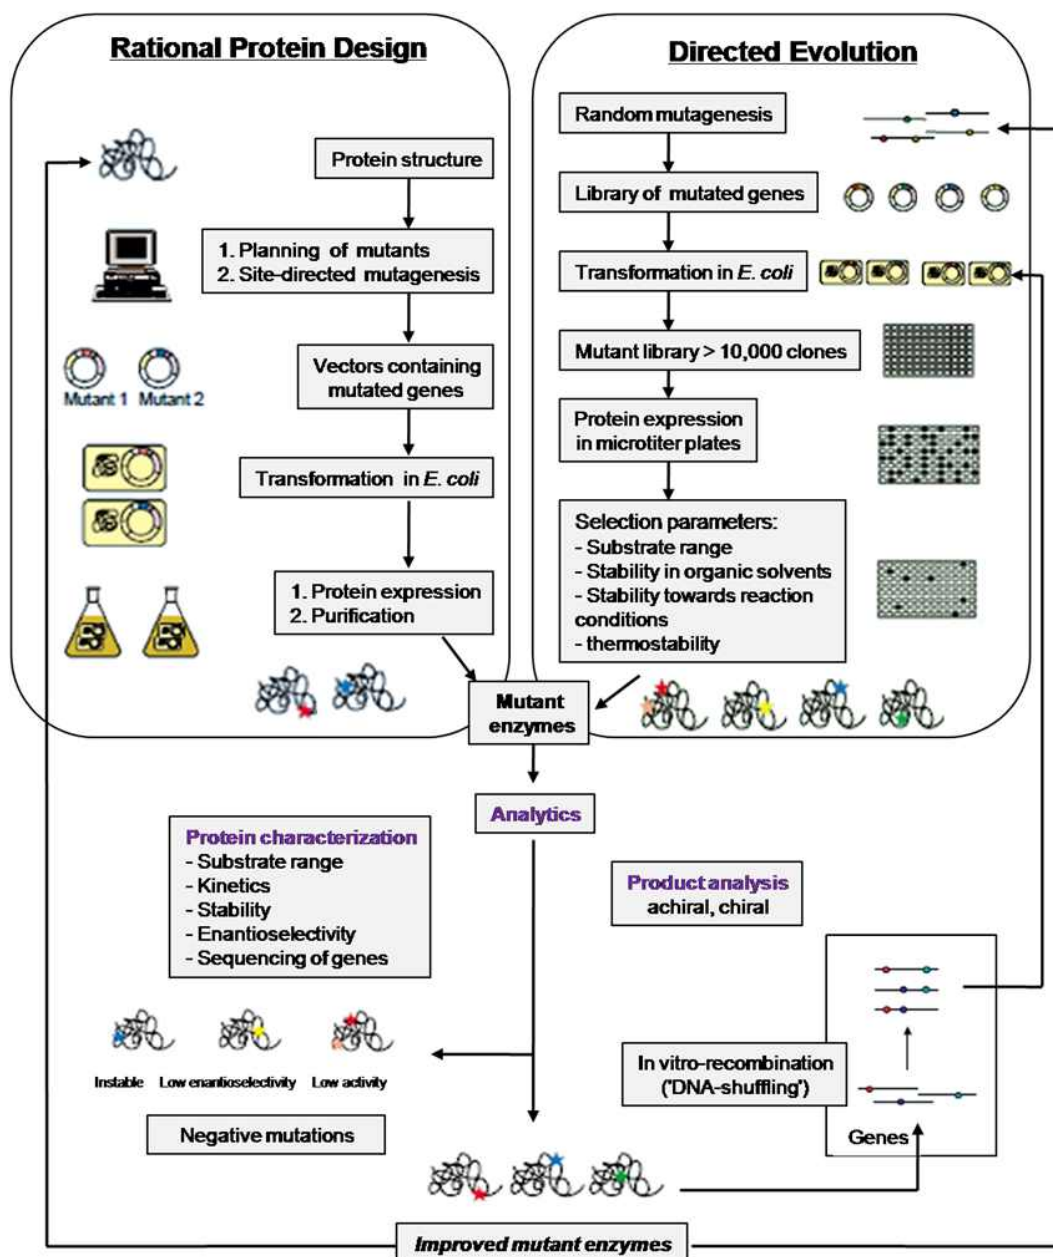 Rational Protein Design
Protein structure
1. Planning of mutants
2. Site-directed mutagenesis
Vectors containing
mutated genes
Mutant 1 Mutant 2
Transformation in E. coli
1. Protein expression
2. Purification
Directed Evolution
Random mutagenesis
Library of mutated genes
Transformation in E. coli
Mutant library > 10,000 clones
Protein expression
in microtiter plates
Selection parameters:
- Substrate range
- Stability in organic solvents
- Stability towards reaction
conditions
- thermostability
Mutant
enzymes
Analytics
Protein characterization
- Substrate range
- Kinetics
- Stability
- Enantioselectivity
- Sequencing of genes
Product analysis
achiral, chiral
Instable Low enantioselectivity Low activity
Negative mutations
In vitro-recombination
('DNA-shuffling')
Genes
Improved mutant enzymes